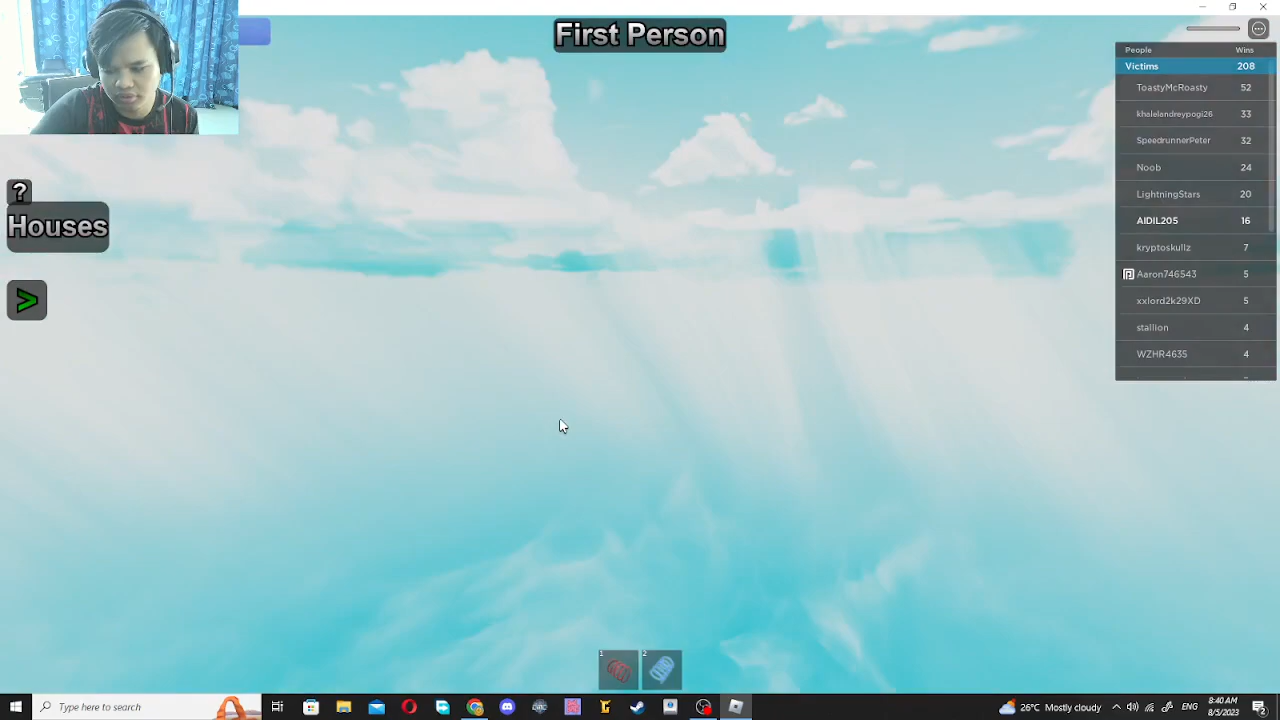 First Person
People Wins
Victims 208
ToastyMcRoasty 52
khalelandreypogi26 33
SpeedrunnerPeter 32
Noob 24
LightningStars 20
AIDIL205 16
kryptoskullz 7
Aaron746543 5
xxlord2k29XD 5
stallion 4
WZHR4635 4
?
Houses
>
1 2
Type here to search
26°C Mostly cloudy
ENG
8:40 AM
8/5/2023